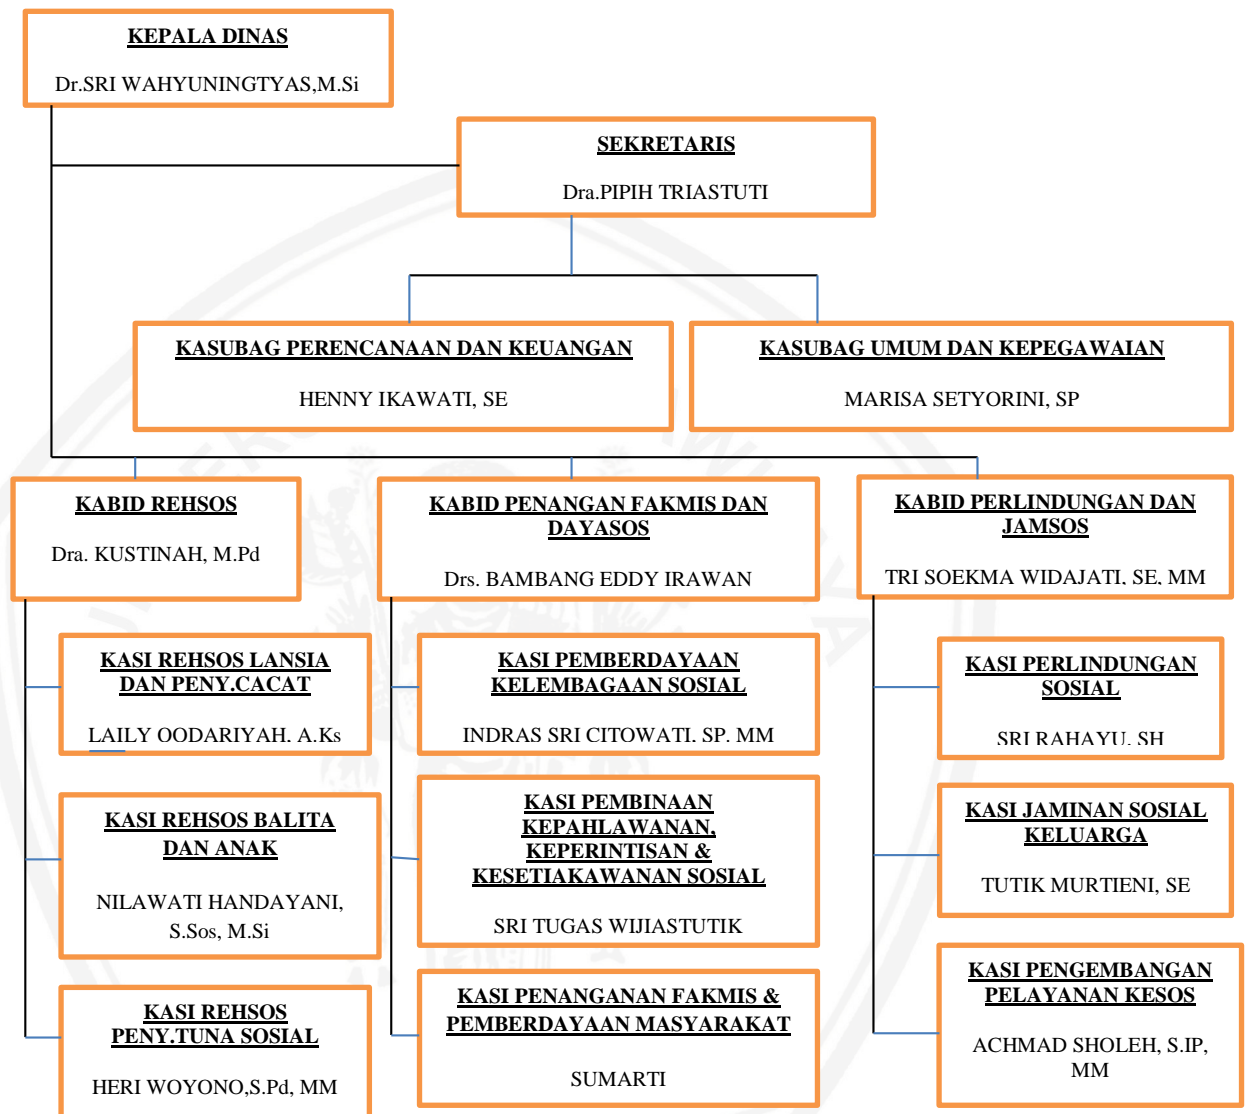 KEPALA DINAS
Dr.SRI WAHYUNINGTYAS,M.Si
SEKRETARIS
Dra.PIPIH TRIASTUTI
KASUBAG PERENCANAAN DAN KEUANGAN
HENNY IKAWATI, SE
KASUBAG UMUM DAN KEPEGAWAIAN
MARISA SETYORINI, SP
KABID REHSOS
Dra. KUSTINAH, M.Pd
KABID PENANGAN FAKMIS DAN
DAYASOS
Drs. BAMBANG EDDY IRAWAN
KABID PERLINDUNGAN DAN
JAMSOS
TRI SOEKMA WIDAJATI, SE, MM
KASI REHSOS LANSIA
DAN PENY.CACAT
LAILY QODARIYAH, A.Ks
KASI REHSOS BALITA
DAN ANAK
NILAWATI HANDAYANI,
S.Sos, M.Si
KASI REHSOS
PENY.TUNA SOSIAL
HERI WOYONO,S.Pd, MM
KASI PEMBERDAYAAN
KELEMBAGAAN SOSIAL
INDRAS SRI CITOWATI, SP, MM
KASI PEMBINAAN
KEPAHLAWANAN,
KEPERINTISAN &
KESETIAKAWANAN SOSIAL
SRI TUGAS WIJIASTUTIK
KASI PENANGANAN FAKMIS &
PEMBERDAYAAN MASYARAKAT
SUMARTI
KASI PERLINDUNGAN
SOSIAL
SRI RAHAYU, SH
KASI JAMINAN SOSIAL
KELUARGA
TUTIK MURTIENI, SE
KASI PENGEMBANGAN
PELAYANAN KESOS
ACHMAD SHOLEH, S.IP,
MM